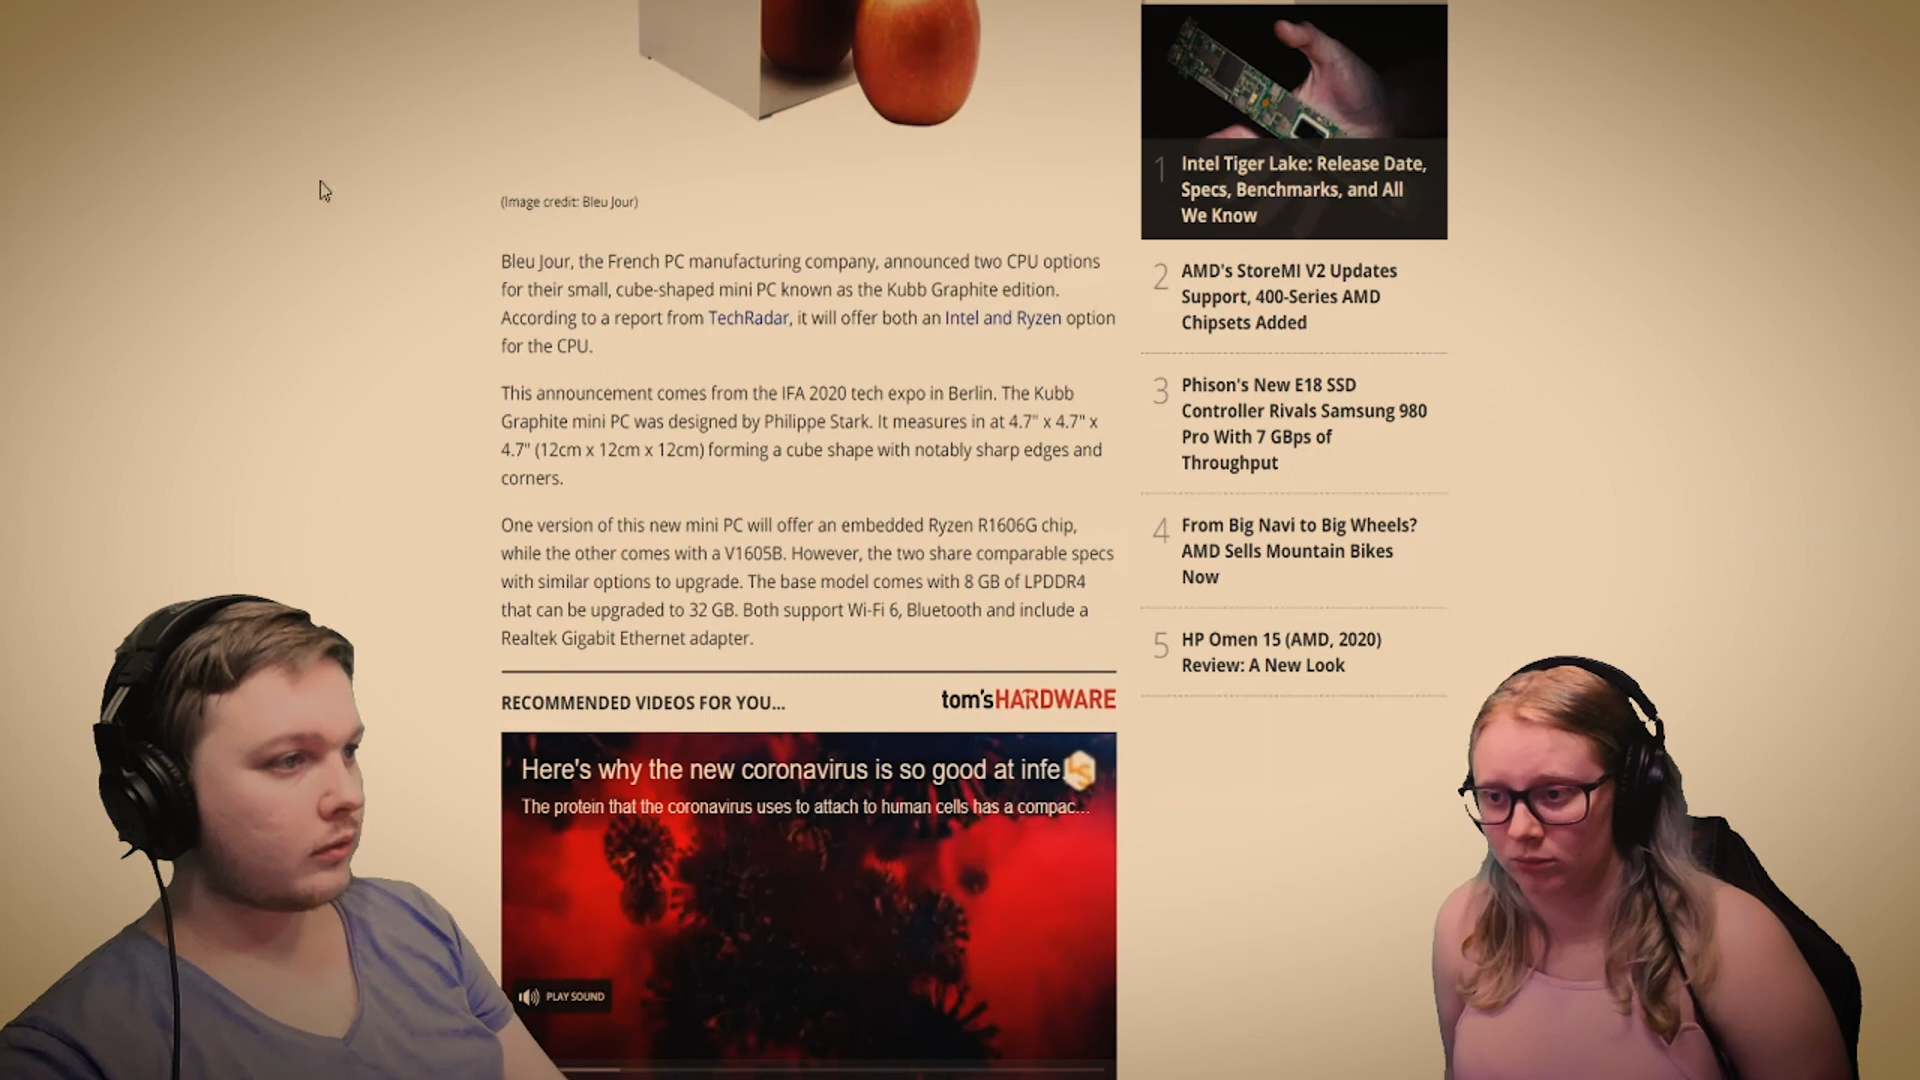 (Image credit: Bleu Jour)
Bleu Jour, the French PC manufacturing company, announced two CPU options
for their small, cube-shaped mini PC known as the Kubb Graphite edition.
According to a report from TechRadar, it will offer both an Intel and Ryzen option
for the CPU.
This announcement comes from the IFA 2020 tech expo in Berlin. The Kubb
Graphite mini PC was designed by Philippe Stark. It measures in at 4.7" x 4.7" x
4.7" (12cm x 12cm x 12cm) forming a cube shape with notably sharp edges and
corners.
One version of this new mini PC will offer an embedded Ryzen R1606G chip,
while the other comes with a V1605B. However, the two share comparable specs
with similar options to upgrade. The base model comes with 8 GB of LPDDR4
that can be upgraded to 32 GB. Both support Wi-Fi 6, Bluetooth and include a
Realtek Gigabit Ethernet adapter.
RECOMMENDED VIDEOS FOR YOU...
tom's HARDWARE
Here's why the new coronavirus is so good at infe
LS
The protein that the coronavirus uses to attach to human cells has a compac...
PLAY SOUND
1
Intel Tiger Lake: Release Date,
Specs, Benchmarks, and All
We Know
2
AMD's StoreMI V2 Updates
Support, 400-Series AMD
Chipsets Added
3
Phison's New E18 SSD
Controller Rivals Samsung 980
Pro With 7 GBps of
Throughput
4
From Big Navi to Big Wheels?
AMD Sells Mountain Bikes
Now
5
HP Omen 15 (AMD, 2020)
Review: A New Look